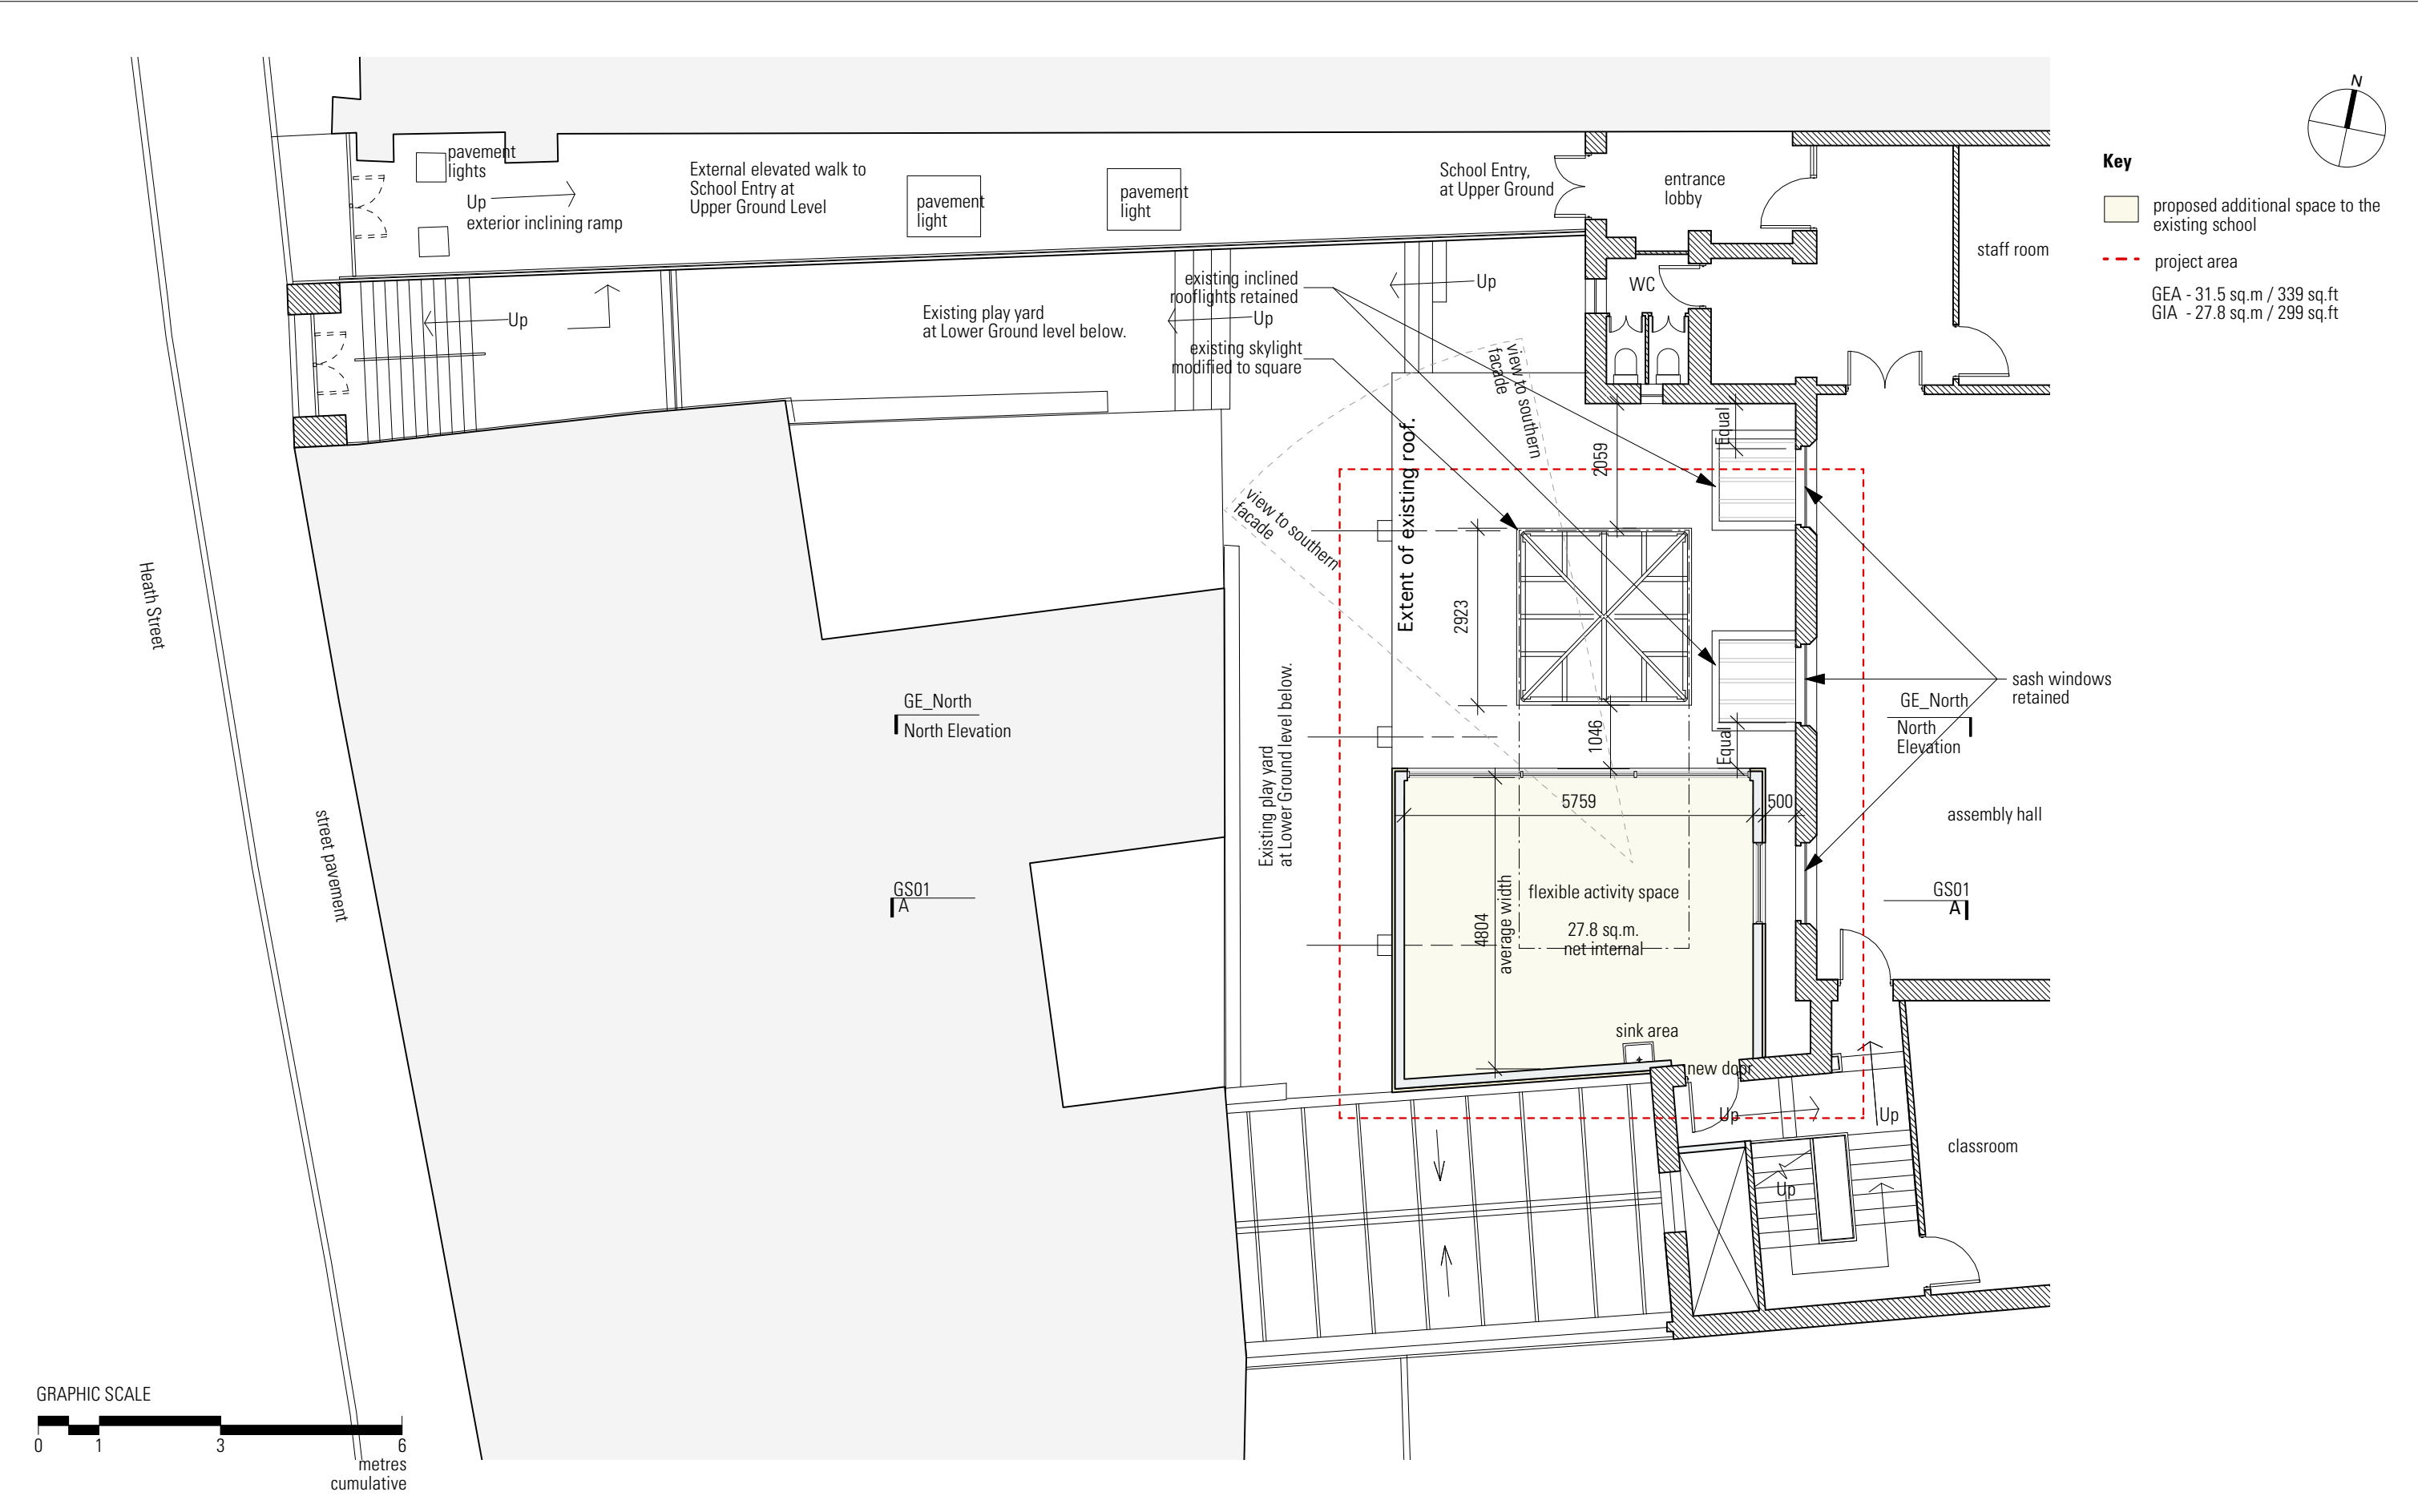 N
Key
proposed additional space to the
existing school
project area
GEA - 31.5 sq.m / 339 sq.ft
GIA - 27.8 sq.m / 299 sq.ft
pavement
lights
Up
exterior inclining ramp
External elevated walk to
School Entry at
Upper Ground Level
pavement
light
pavement
light
School Entry,
at Upper Ground
entrance
lobby
staff room
WC
Up
Existing play yard
at Lower Ground level below.
Up
Up
existing inclined
rooflights retained
existing skylight
modified to square
view to southern
facade
view to southern
facade
Extent of existing roof.
2059
Equal
2923
1046
Equal
Heath Street
street pavement
GE_North
North Elevation
GS01
A
Existing play yard
at Lower Ground level below.
sash windows
retained
GE_North
North
Elevation
assembly hall
GS01
A
5759
500
4804
average width
flexible activity space
27.8 sq.m.
net internal
sink area
new door
Up
Up
Up
classroom
GRAPHIC SCALE
0 1 3 6
metres
cumulative